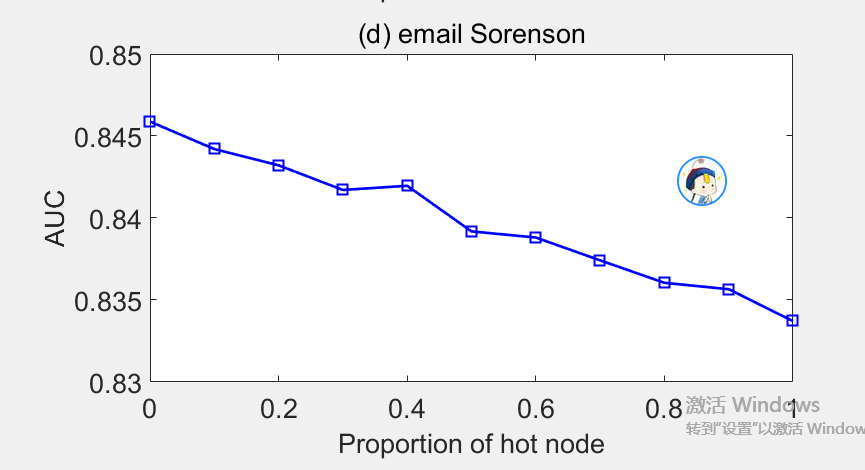 (d) email Sorenson
0.85
0.845
0.84
0.835
0.83
AUC
0
0.2
0.4
0.6
0.8
1
Proportion of hot node
激活 Windows
转到“设置”以激活 Window